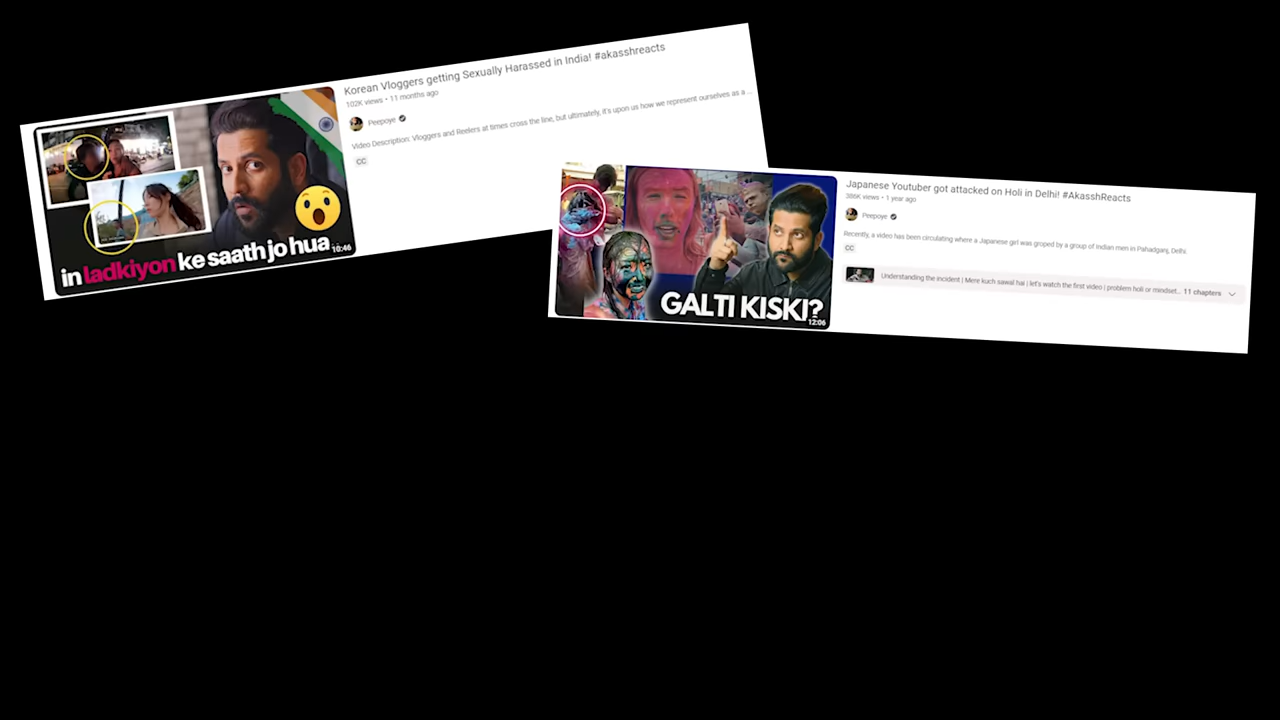 Korean Vloggers getting Sexually Harassed in India! #akasshreacts
102K views • 11 months ago
Peepoye
Video Description: Vloggers and Reelers at times cross the line, but ultimately, it's upon us how we represent ourselves as a ...
CC
in ladkiyon ke saath jo hua
10:46
Japanese Youtuber got attacked on Holi in Delhi! #AkasshReacts
386K views • 1 year ago
Peepoye
Recently, a video has been circulating where a Japanese girl was groped by a group of Indian men in Pahadganj, Delhi
CC
Understanding the incident | Mere kuch sawal hai | let's watch the first video | problem holi or mindset... 11 chapters
GALTI KISKI?
12:06